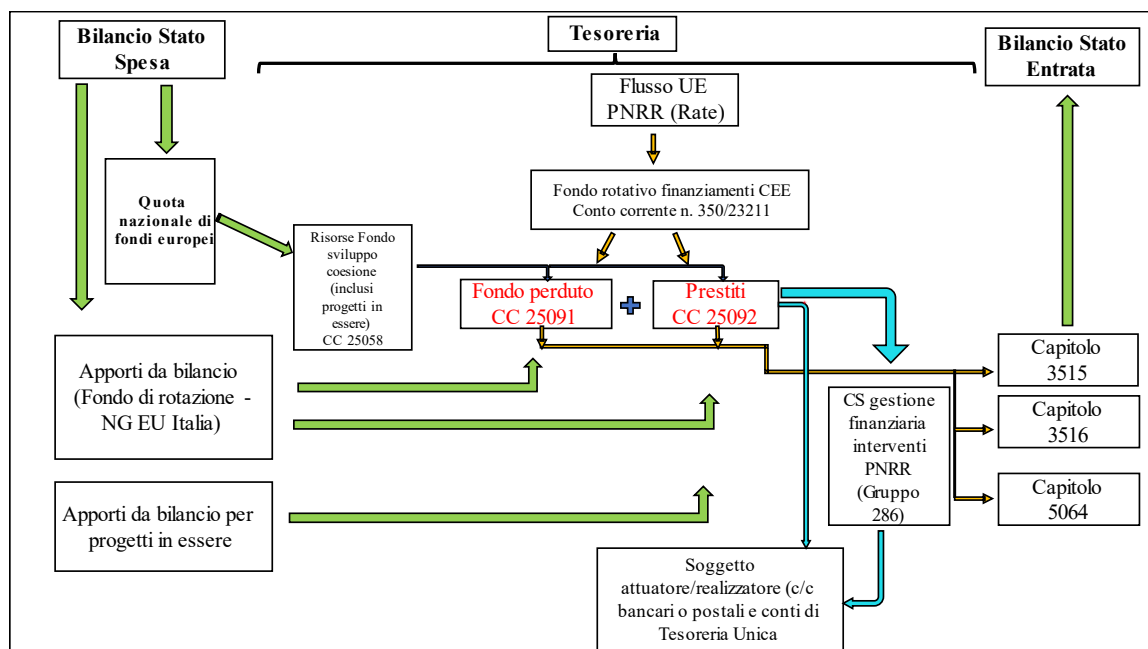 Bilancio Stato
Spesa
Tesoreria
Bilancio Stato
Entrata
Flusso UE
PNRR (Rate)
Quota
nazionale di
fondi europei
Fondo rotativo finanziamenti CEE
Conto corrente n. 350/23211
Risorse Fondo
sviluppo
coesione
(inclusi
progetti in
essere)
CC 25058
Fondo perduto
CC 25091
Prestiti
CC 25092
Apporti da bilancio
(Fondo di rotazione -
NG EU Italia)
Capitolo
3515
CS gestione
finanziaria
interventi
PNRR
(Gruppo
286)
Capitolo
3516
Capitolo
5064
Apporti da bilancio per
progetti in essere
Soggetto
attuatore/realizzatore (c/c
bancari o postali e conti di
Tesoreria Unica